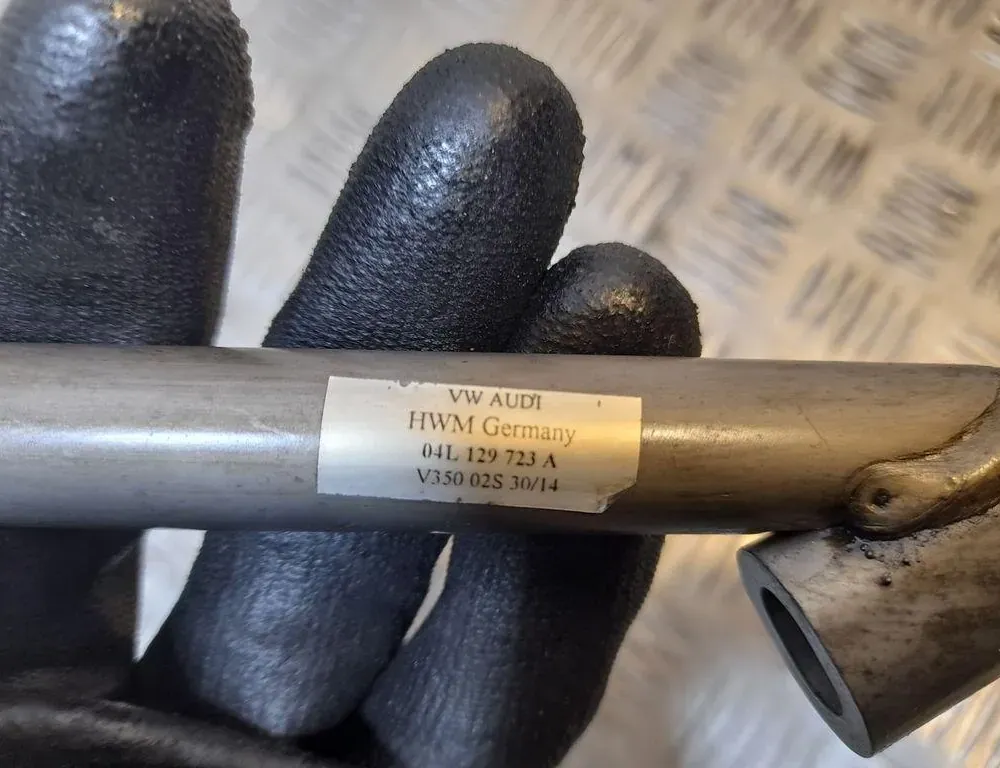 VW AUDI
HWM Germany
04L 129 723 A
V350 02S 30/14